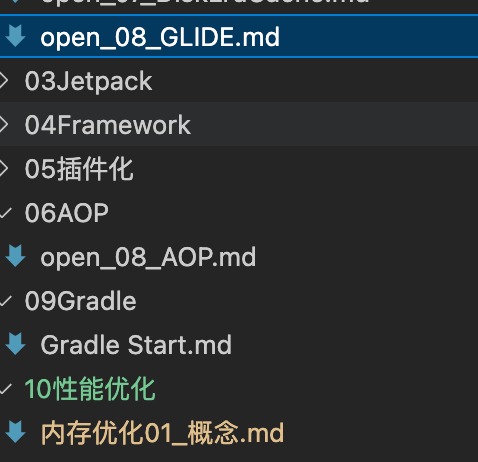 open_08_GLIDE.md
03Jetpack
04Framework
05插件化
06AOP
open_08_AOP.md
09Gradle
Gradle Start.md
10性能优化
内存优化01_概念.md